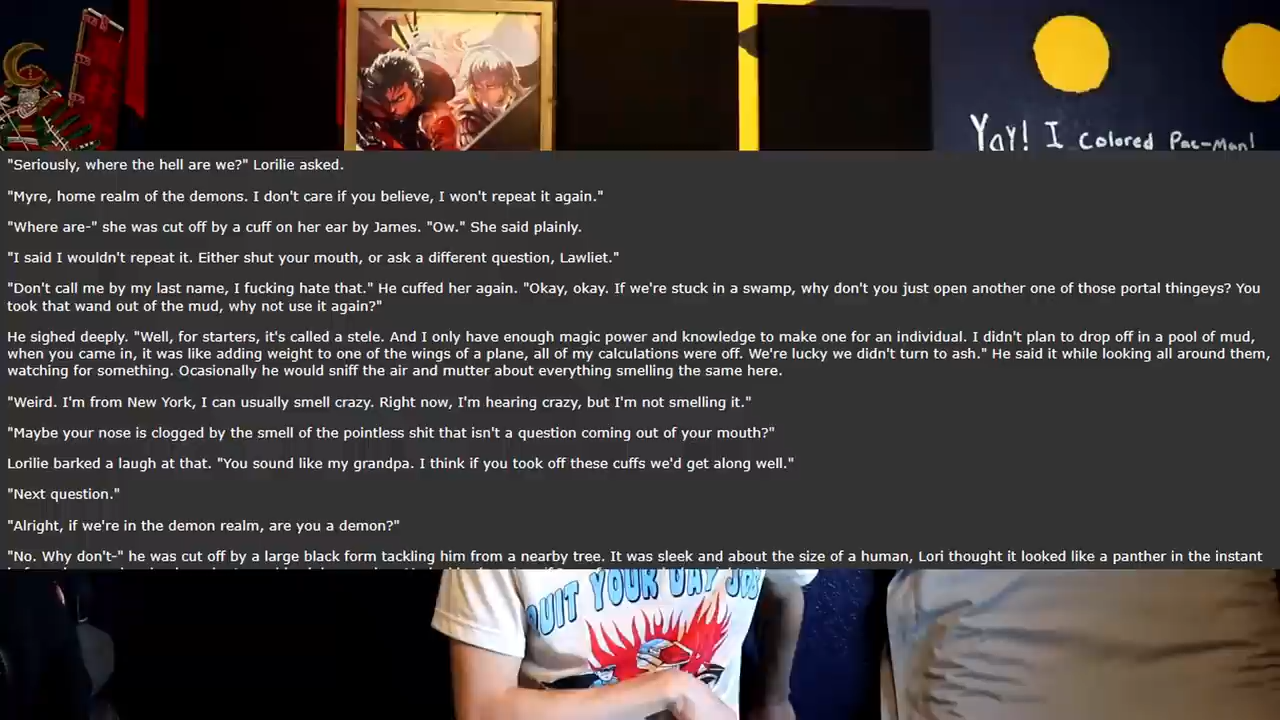 Yay! I Colored Pac-Man!
"Seriously, where the hell are we?" Lorilie asked.
"Myre, home realm of the demons. I don't care if you believe, I won't repeat it again."
"Where are-" she was cut off by a cuff on her ear by James. "Ow." She said plainly.
"I said I wouldn't repeat it. Either shut your mouth, or ask a different question, Lawliet."
"Don't call me by my last name, I fucking hate that." He cuffed her again. "Okay, okay. If we're stuck in a swamp, why don't you just open another one of those portal thingeys? You
took that wand out of the mud, why not use it again?"
He sighed deeply. "Well, for starters, it's called a stele. And I only have enough magic power and knowledge to make one for an individual. I didn't plan to drop off in a pool of mud,
when you came in, it was like adding weight to one of the wings of a plane, all of my calculations were off. We're lucky we didn't turn to ash." He said it while looking all around them,
watching for something. Ocasionally he would sniff the air and mutter about everything smelling the same here.
"Weird. I'm from New York, I can usually smell crazy. Right now, I'm hearing crazy, but I'm not smelling it."
"Maybe your nose is clogged by the smell of the pointless shit that isn't a question coming out of your mouth?"
Lorilie barked a laugh at that. "You sound like my grandpa. I think if you took off these cuffs we'd get along well."
"Next question."
"Alright, if we're in the demon realm, are you a demon?"
"No. Why don't-" he was cut off by a large black form tackling him from a nearby tree. It was sleek and about the size of a human, Lori thought it looked like a panther in the instant
QUIT YOUR DAY JOB